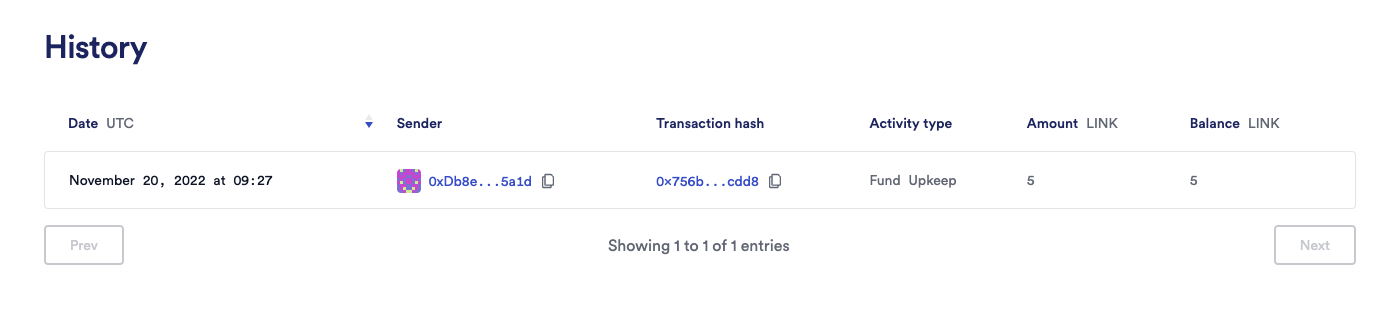 History
Date UTC Sender Transaction hash Activity type Amount LINK Balance LINK
November 20, 2022 at 09:27 0xDb8e...5a1d 0x756b...cdd8 Fund Upkeep 5 5
Prev Showing 1 to 1 of 1 entries Next